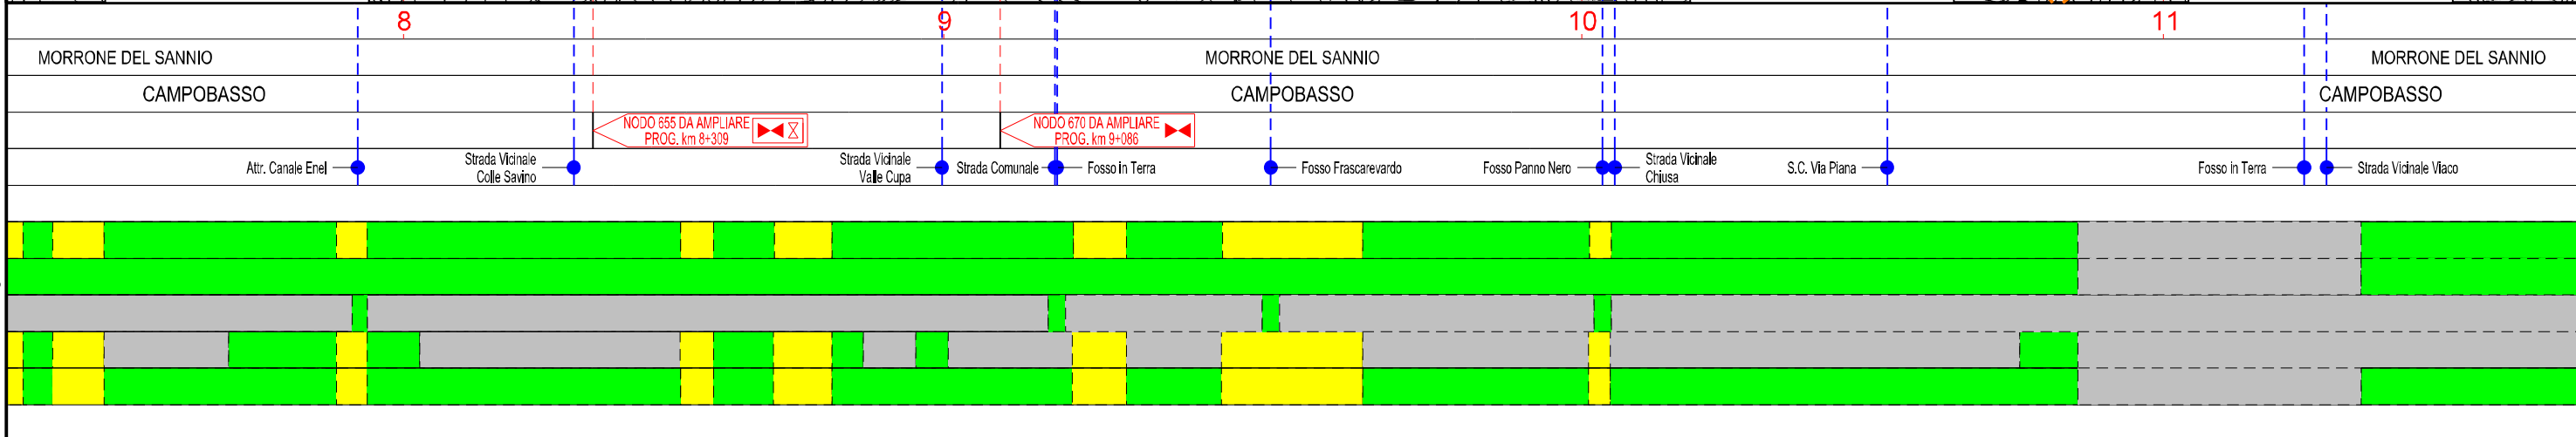 8 9 10 11
MORRONE DEL SANNIO MORRONE DEL SANNIO MORRONE DEL SANNIO
CAMPOBASSO CAMPOBASSO CAMPOBASSO
NODO 655 DA AMPLIARE
PROG. km 8+309
NODO 670 DA AMPLIARE
PROG. km 9+086
Attr. Canale Enel
Strada Vicinale
Colle Savino
Strada Vicinale
Valle Cupa
Strada Comunale
Fosso in Terra
Fosso Frascarevardo
Fosso Panno Nero
Strada Vicinale
Chiusa
S.C. Via Piana
Fosso in Terra
Strada Vicinale Viaco